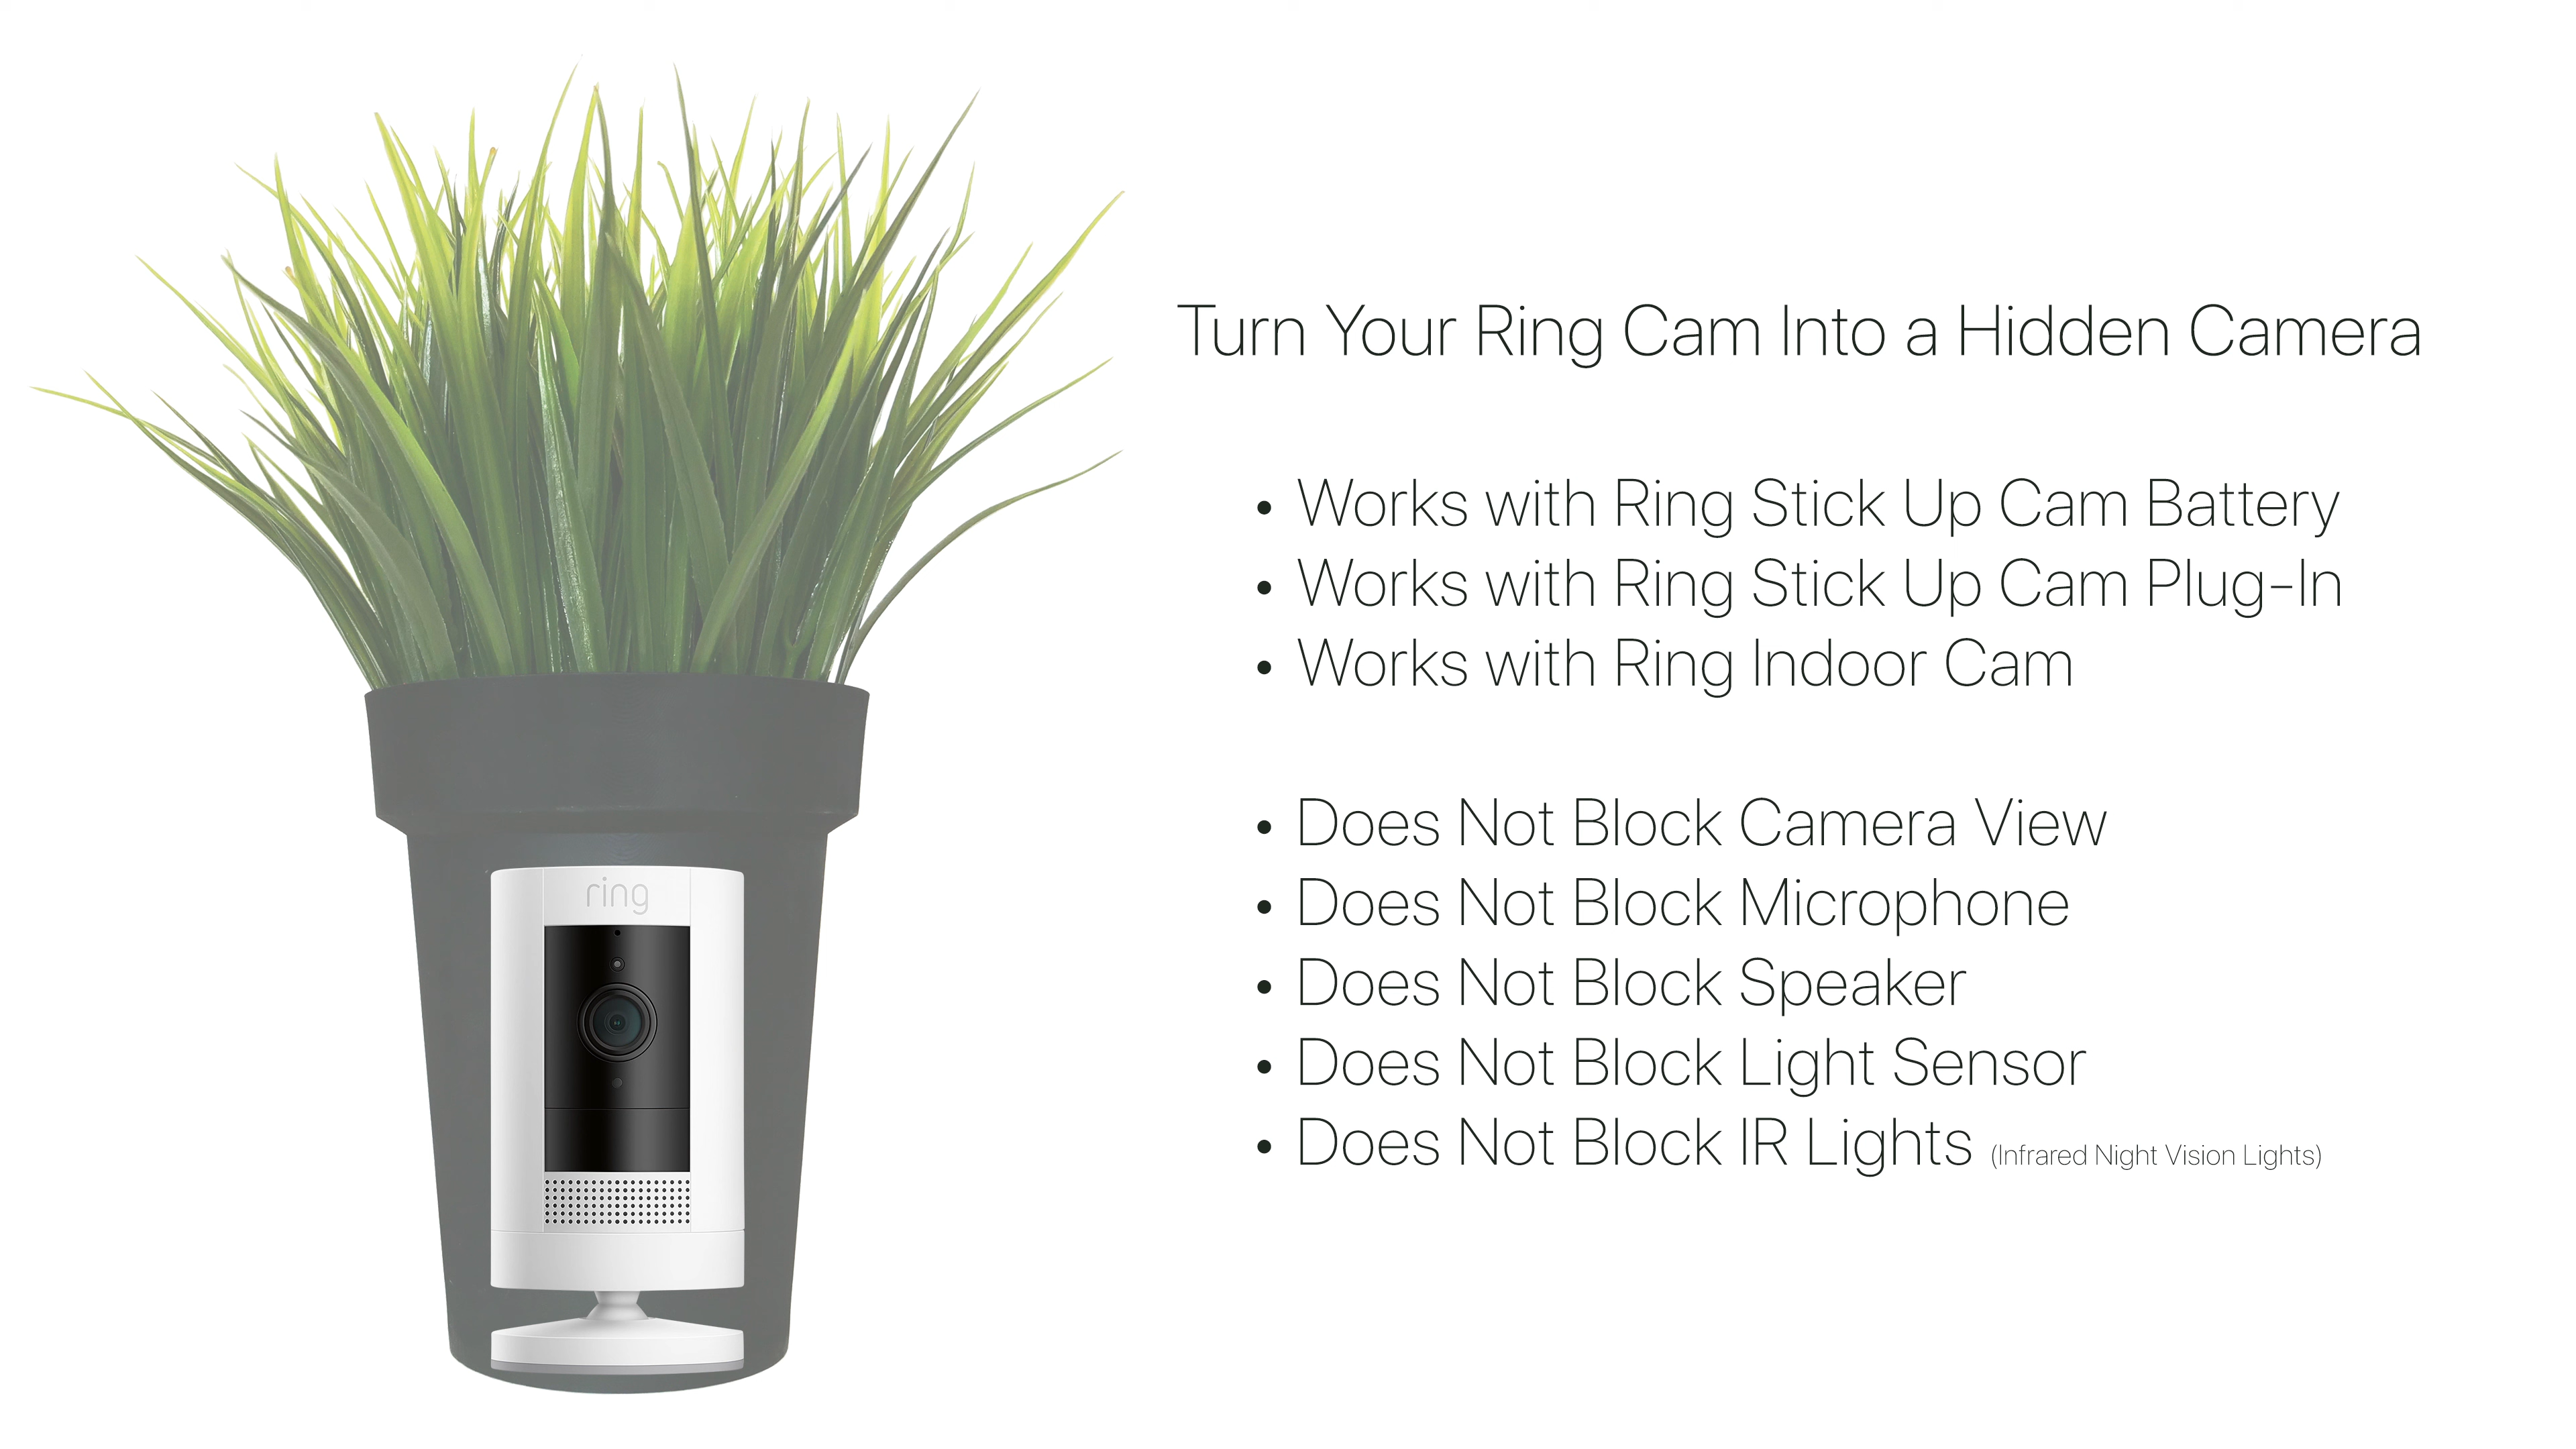 Turn Your Ring Cam Into a Hidden Camera
• Works with Ring Stick Up Cam Battery
• Works with Ring Stick Up Cam Plug-In
• Works with Ring Indoor Cam
• Does Not Block Camera View
• Does Not Block Microphone
• Does Not Block Speaker
• Does Not Block Light Sensor
• Does Not Block IR Lights (Infrared Night Vision Lights)
ring